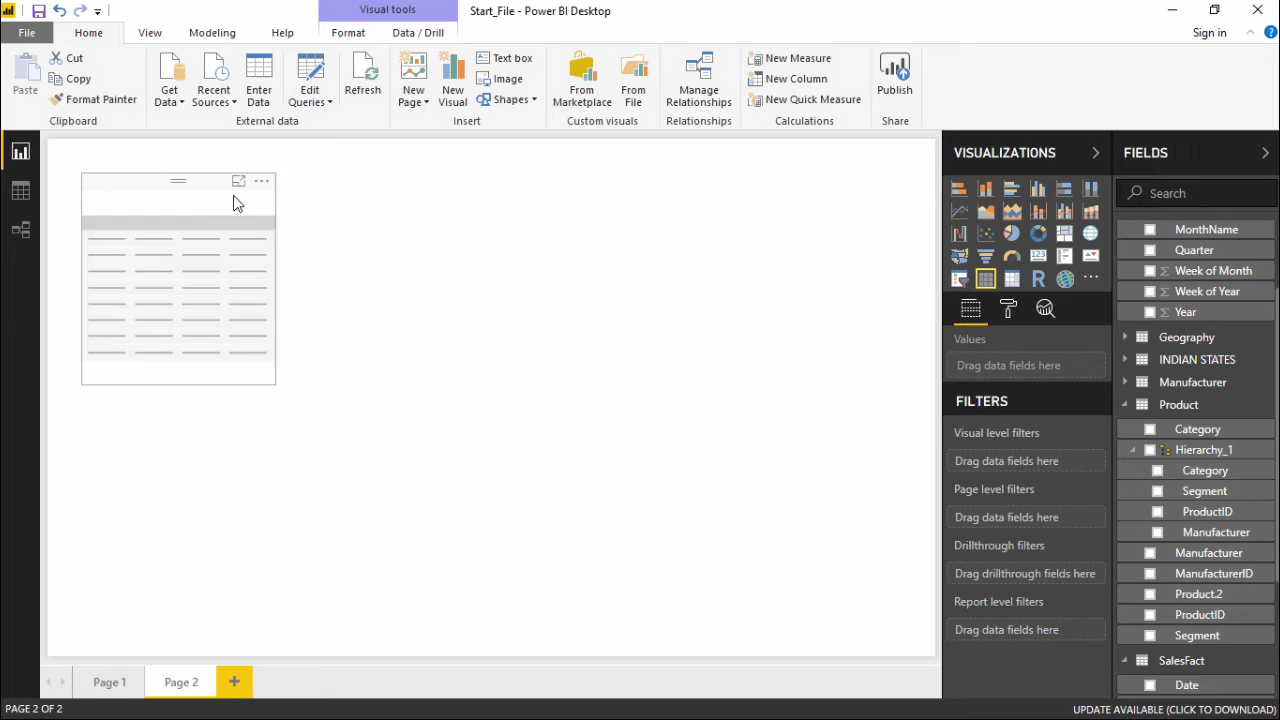 Visual tools
Start_File - Power BI Desktop
File
Home
View
Modeling
Help
Format
Data / Drill
Sign in
Paste
Cut
Copy
Format Painter
Clipboard
Get Data
Recent Sources
Enter Data
External data
Edit Queries
Refresh
New Page
New Visual
Text box
Image
Shapes
Insert
From Marketplace
From File
Custom visuals
Manage Relationships
Relationships
New Measure
New Column
New Quick Measure
Calculations
Publish
Share
VISUALIZATIONS
R
123
Values
Drag data fields here
FILTERS
Visual level filters
Drag data fields here
Page level filters
Drag data fields here
Drillthrough filters
Drag drillthrough fields here
Report level filters
Drag data fields here
FIELDS
Search
MonthName
Quarter
Σ Week of Month
Σ Week of Year
Σ Year
Geography
INDIAN STATES
Manufacturer
Product
Category
Hierarchy_1
Category
Segment
ProductID
Manufacturer
Manufacturer
ManufacturerID
Product.2
ProductID
Segment
SalesFact
Date
Page 1
Page 2
PAGE 2 OF 2
UPDATE AVAILABLE (CLICK TO DOWNLOAD)